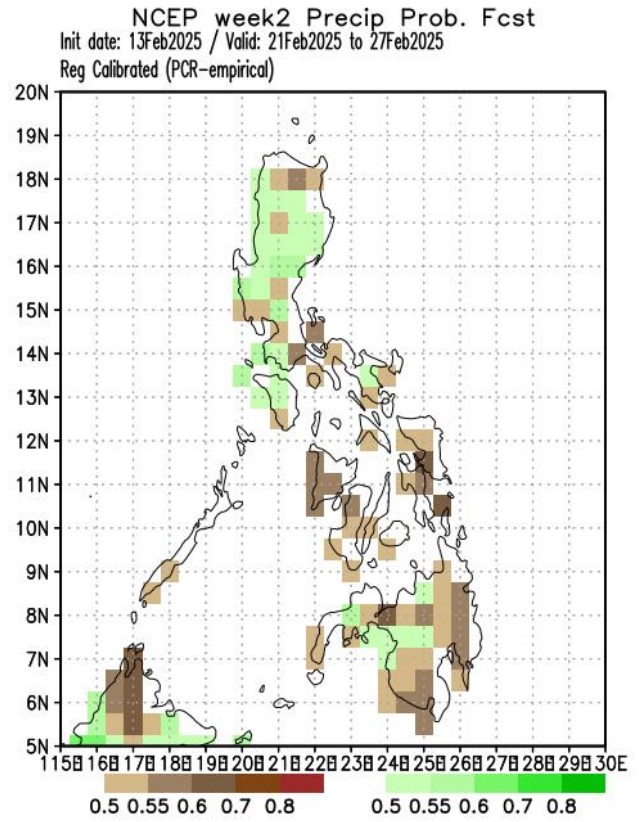 NCEP week2 Precip Prob. Fcst
Init date: 13Feb2025 / Valid: 21Feb2025 to 27Feb2025
Reg Calibrated (PCR-empirical)
20N
19N
18N
17N
16N
15N
14N
13N
12N
11N
10N
9N
8N
7N
6N
5N
115E 116E 117E 118E 119E 120E 121E 122E 123E 124E 125E 126E 127E 128E 129E 130E
0.5 0.55 0.6 0.7 0.8 0.5 0.55 0.6 0.7 0.8